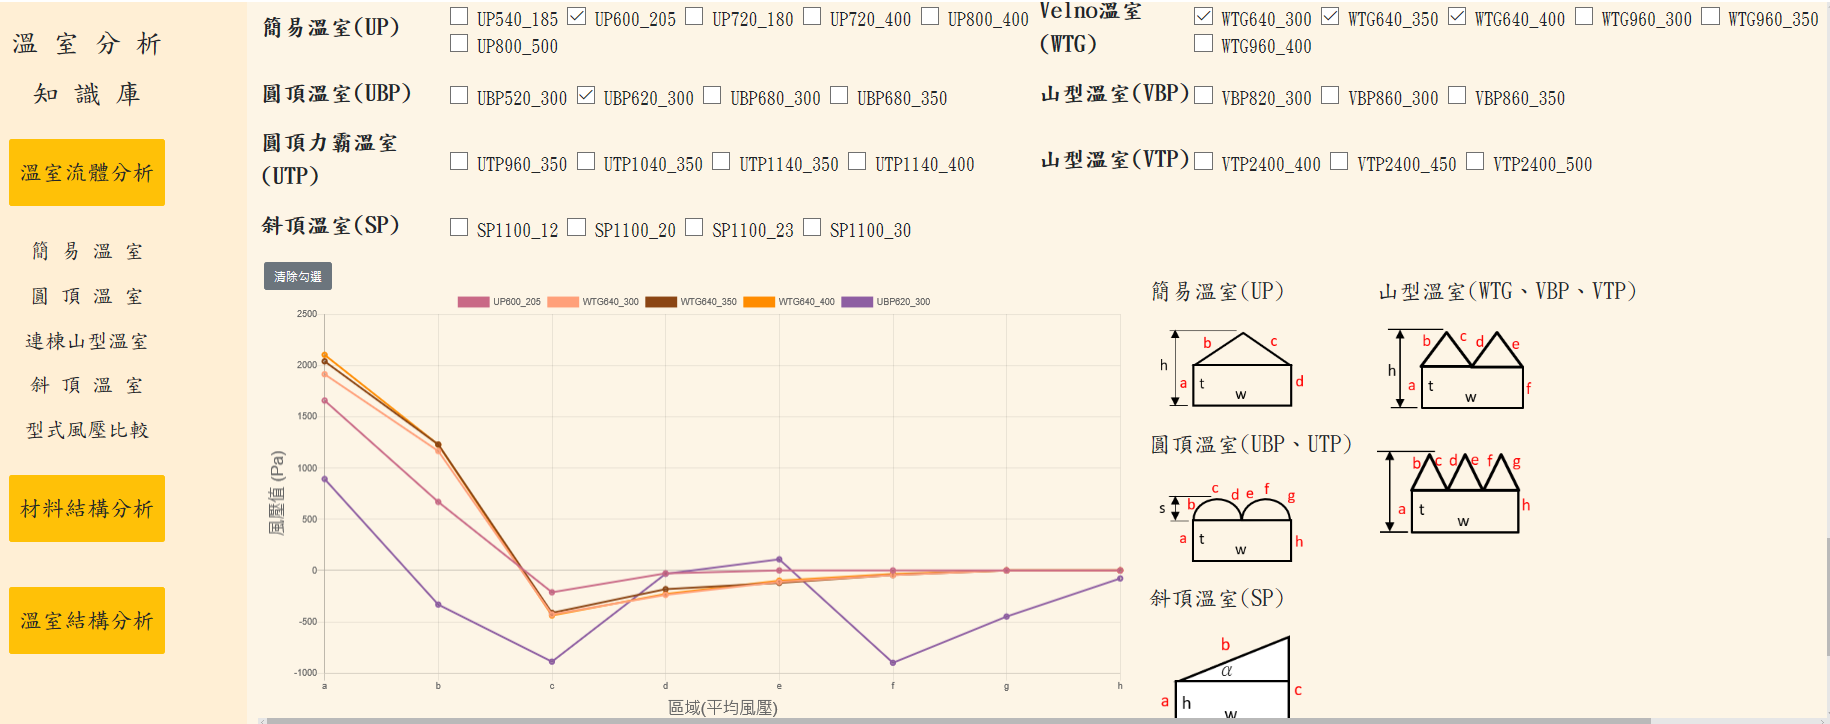 溫室分析
知識庫
溫室流體分析
簡易溫室
圓頂溫室
連棟山型溫室
斜頂溫室
型式風壓比較
材料結構分析
溫室結構分析
簡易溫室(UP)
UP540_185 UP600_205 UP720_180 UP720_400 UP800_400
UP800_500
Velno溫室
(WTG)
WTG640_300 WTG640_350 WTG640_400 WTG960_300 WTG960_350
WTG960_400
圓頂溫室(UBP)
UBP520_300 UBP620_300 UBP680_300 UBP680_350
山型溫室(VBP)
VBP820_300 VBP860_300 VBP860_350
圓頂力霸溫室
(UTP)
UTP960_350 UTP1040_350 UTP1140_350 UTP1140_400
山型溫室(VTP)
VTP2400_400 VTP2400_450 VTP2400_500
斜頂溫室(SP)
SP1100_12 SP1100_20 SP1100_23 SP1100_30
清除勾選
UP600_205 WTG640_300 WTG640_350 WTG640_400 UBP620_300
風壓值 (Pa)
2500
2000
1500
1000
500
0
-500
-1000
a b c d e f g h
區域(平均風壓)
簡易溫室(UP)
h b c a t d w
山型溫室(WTG、VBP、VTP)
h b c d e a t f w
圓頂溫室(UBP、UTP)
s b c d e f g a t h w
b c d e f g a t h w
斜頂溫室(SP)
b α a h c w